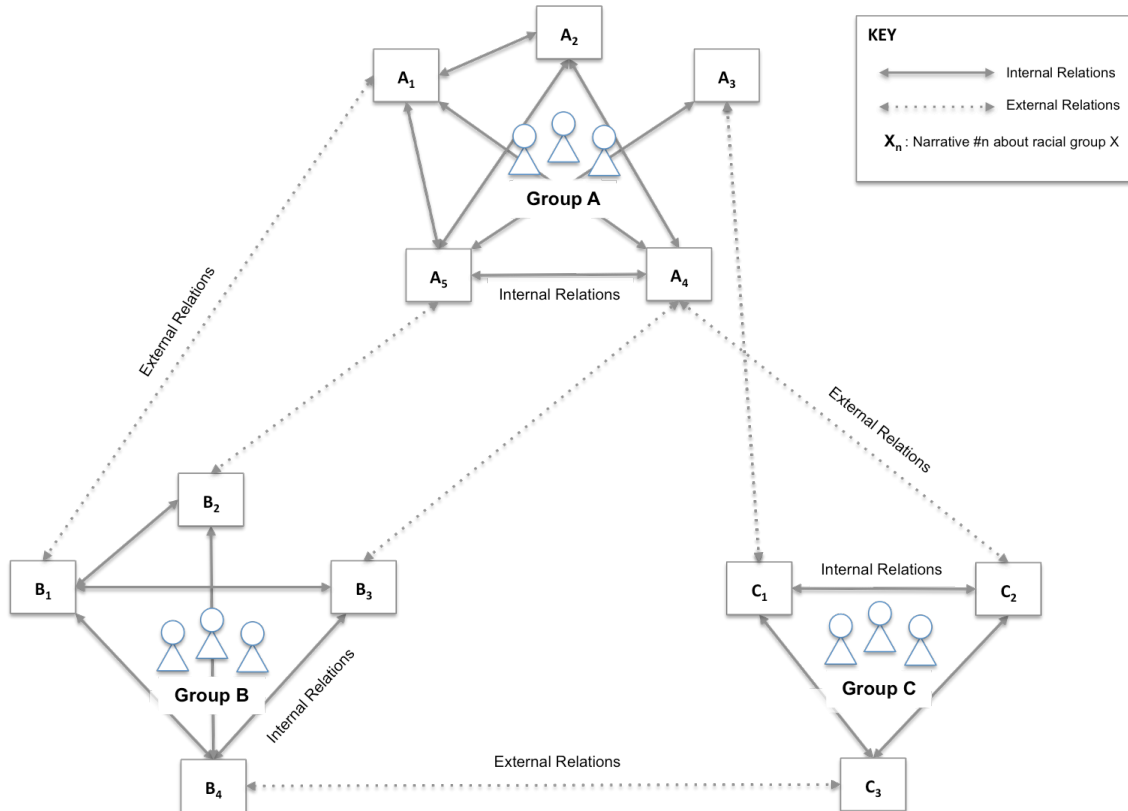 A₂
KEY
A₁
A₃
Internal Relations
External Relations
Xₙ : Narrative #n about racial group X
Group A
A₅
A₄
Internal Relations
External Relations
External Relations
B₂
B₁
B₃
Internal Relations
C₁
C₂
Group B
Internal Relations
Group C
External Relations
B₄
C₃